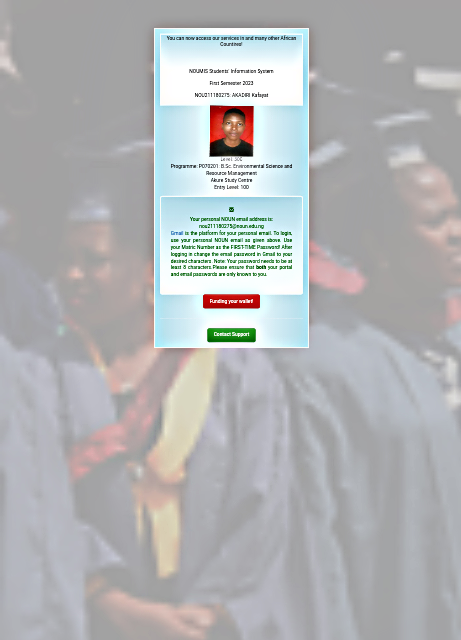 You can now access our services in and many other African
Countires!
NOUMIS Students' Information System
First Semester 2023
NOU211180275: AKADIRI Kafayat
Level: 300
Programme: P070201: B.Sc. Environmental Science and
Resource Management
Akure Study Centre
Entry Level: 100
Your personal NOUN email address is:
nou211180275@noun.edu.ng
Gmail is the platform for your personal email. To login,
use your personal NOUN email as given above. Use
your Matric Number as the FIRST-TIME Password! After
logging in change the email password in Gmail to your
desired characters. Note: Your password needs to be at
least 8 characters.Please ensure that both your portal
and email passwords are only known to you.
Funding your wallet!
Contact Support